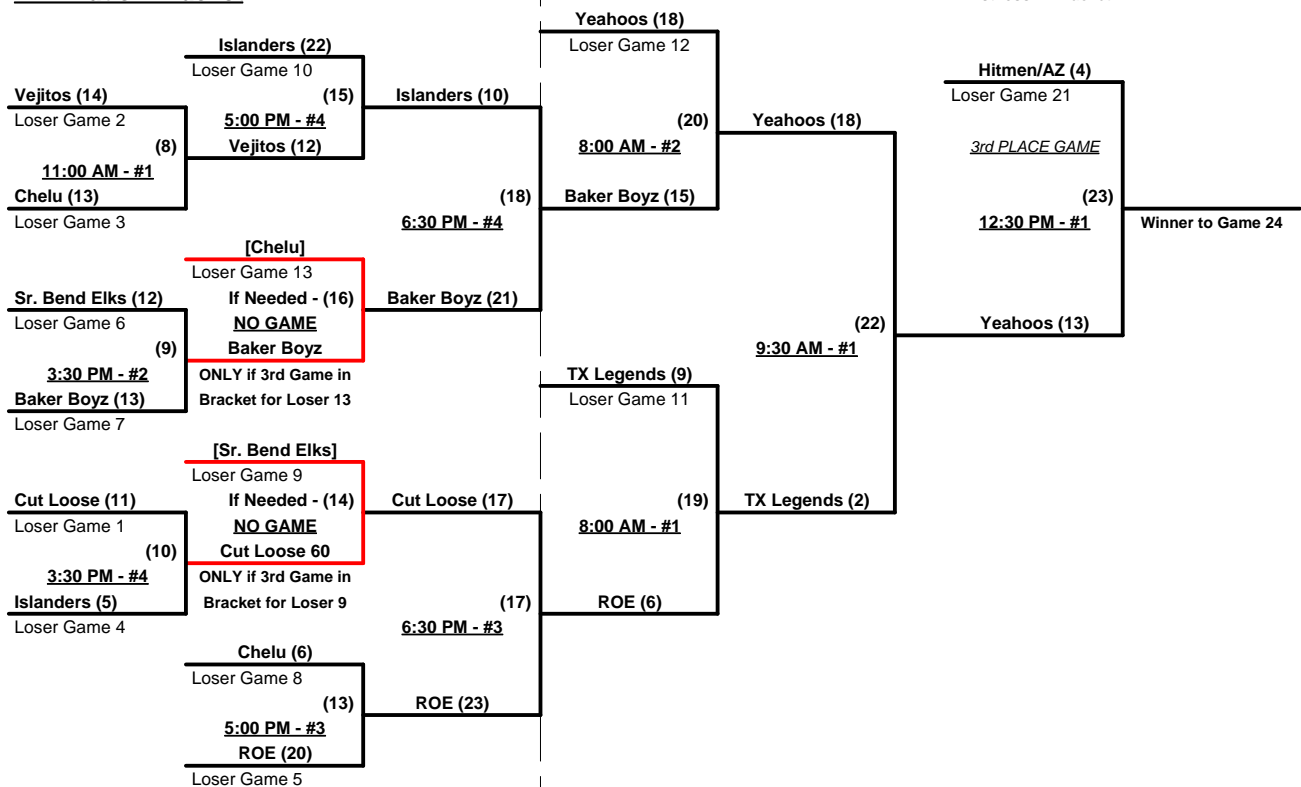 Yeahoos (18)
Loser Game 12
Islanders (22)
Loser Game 10
(15)
5:00 PM - #4
Vejitos (12)
Vejitos (14)
Loser Game 2
(8)
11:00 AM - #1
Chelu (13)
Loser Game 3
Islanders (10)
(18)
6:30 PM - #4
[Chelu]
Loser Game 13
If Needed - (16)
NO GAME
Baker Boyz
ONLY if 3rd Game in
Bracket for Loser 13
Sr. Bend Elks (12)
Loser Game 6
(9)
3:30 PM - #2
Baker Boyz (13)
Loser Game 7
Baker Boyz (21)
[Sr. Bend Elks]
Loser Game 9
If Needed - (14)
NO GAME
Cut Loose 60
ONLY if 3rd Game in
Bracket for Loser 9
Cut Loose (11)
Loser Game 1
(10)
3:30 PM - #4
Islanders (5)
Loser Game 4
Cut Loose (17)
(17)
6:30 PM - #3
Chelu (6)
Loser Game 8
(13)
5:00 PM - #3
ROE (20)
Loser Game 5
ROE (23)
(20)
8:00 AM - #2
Baker Boyz (15)
Yeahoos (18)
TX Legends (9)
Loser Game 11
(19)
8:00 AM - #1
ROE (6)
TX Legends (2)
(22)
9:30 AM - #1
Hitmen/AZ (4)
Loser Game 21
3rd PLACE GAME
(23)
12:30 PM - #1
Yeahoos (13)
Winner to Game 24